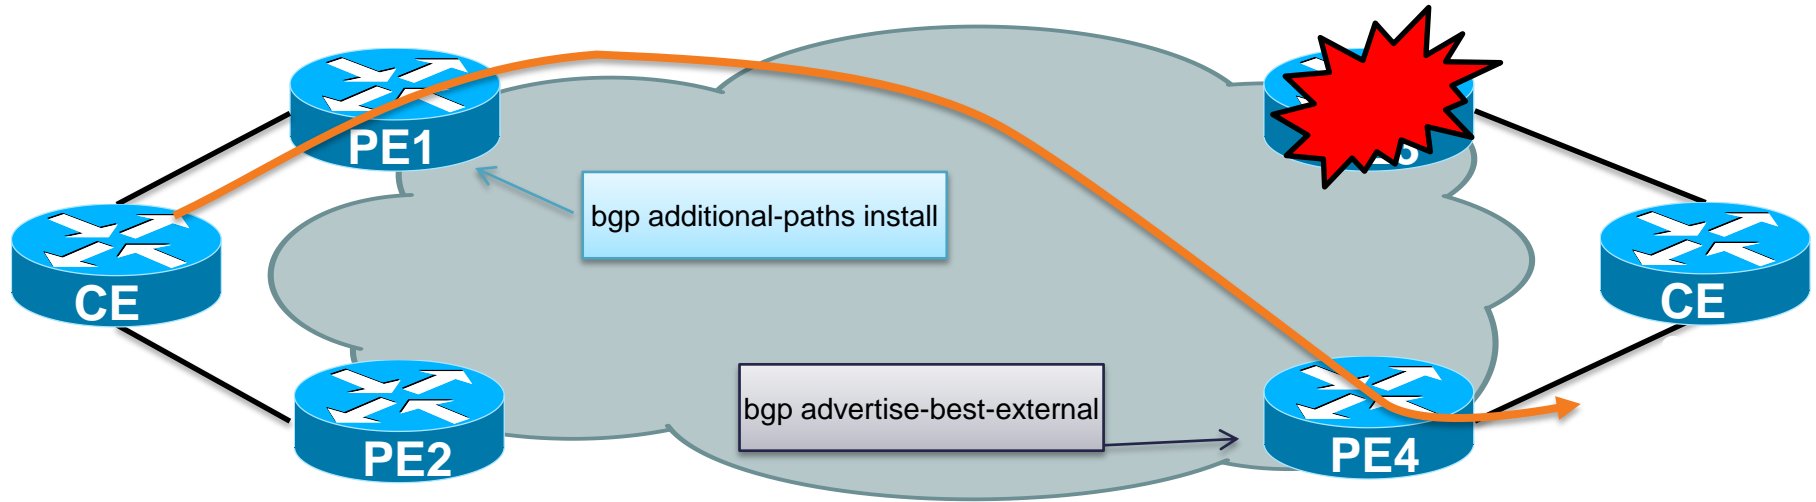 PE1
bgp additional-paths install
CE
CE
bgp advertise-best-external
PE2
PE4